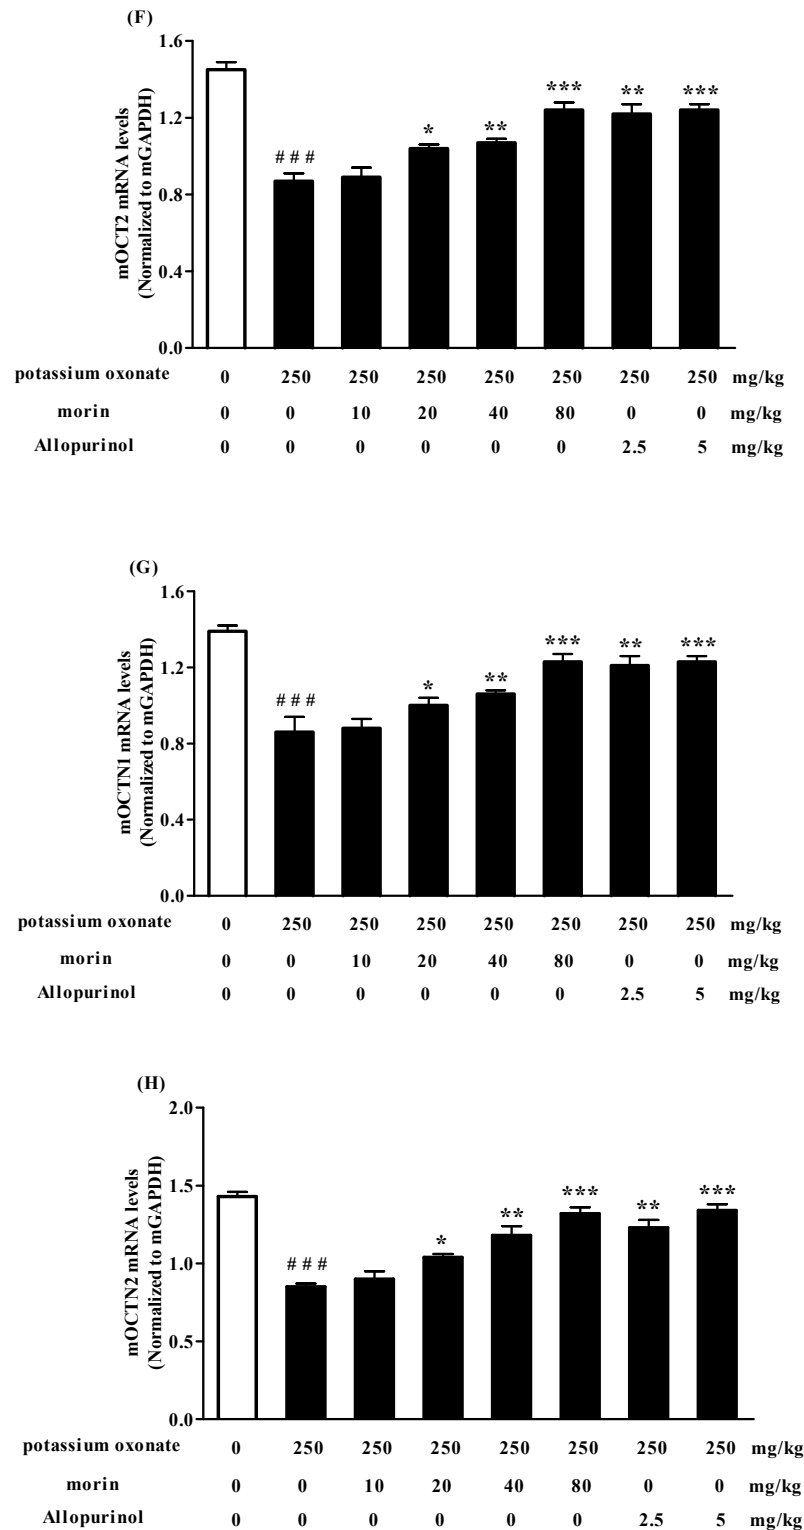 (F)
mOCT2 mRNA levels
(Normalized to mGAPDH)
1.6
1.2
0.8
0.4
0.0
# # #
*
**
***
**
***
potassium oxonate 0 250 250 250 250 250 250 250 mg/kg
morin 0 0 10 20 40 80 0 0 mg/kg
Allopurinol 0 0 0 0 0 0 2.5 5 mg/kg
(G)
mOCTN1 mRNA levels
(Normalized to mGAPDH)
1.6
1.2
0.8
0.4
0.0
# # #
*
**
***
**
***
potassium oxonate 0 250 250 250 250 250 250 250 mg/kg
morin 0 0 10 20 40 80 0 0 mg/kg
Allopurinol 0 0 0 0 0 0 2.5 5 mg/kg
(H)
mOCTN2 mRNA levels
(Normalized to mGAPDH)
2.0
1.5
1.0
0.5
0.0
# # #
*
**
***
**
***
potassium oxonate 0 250 250 250 250 250 250 250 mg/kg
morin 0 0 10 20 40 80 0 0 mg/kg
Allopurinol 0 0 0 0 0 0 2.5 5 mg/kg